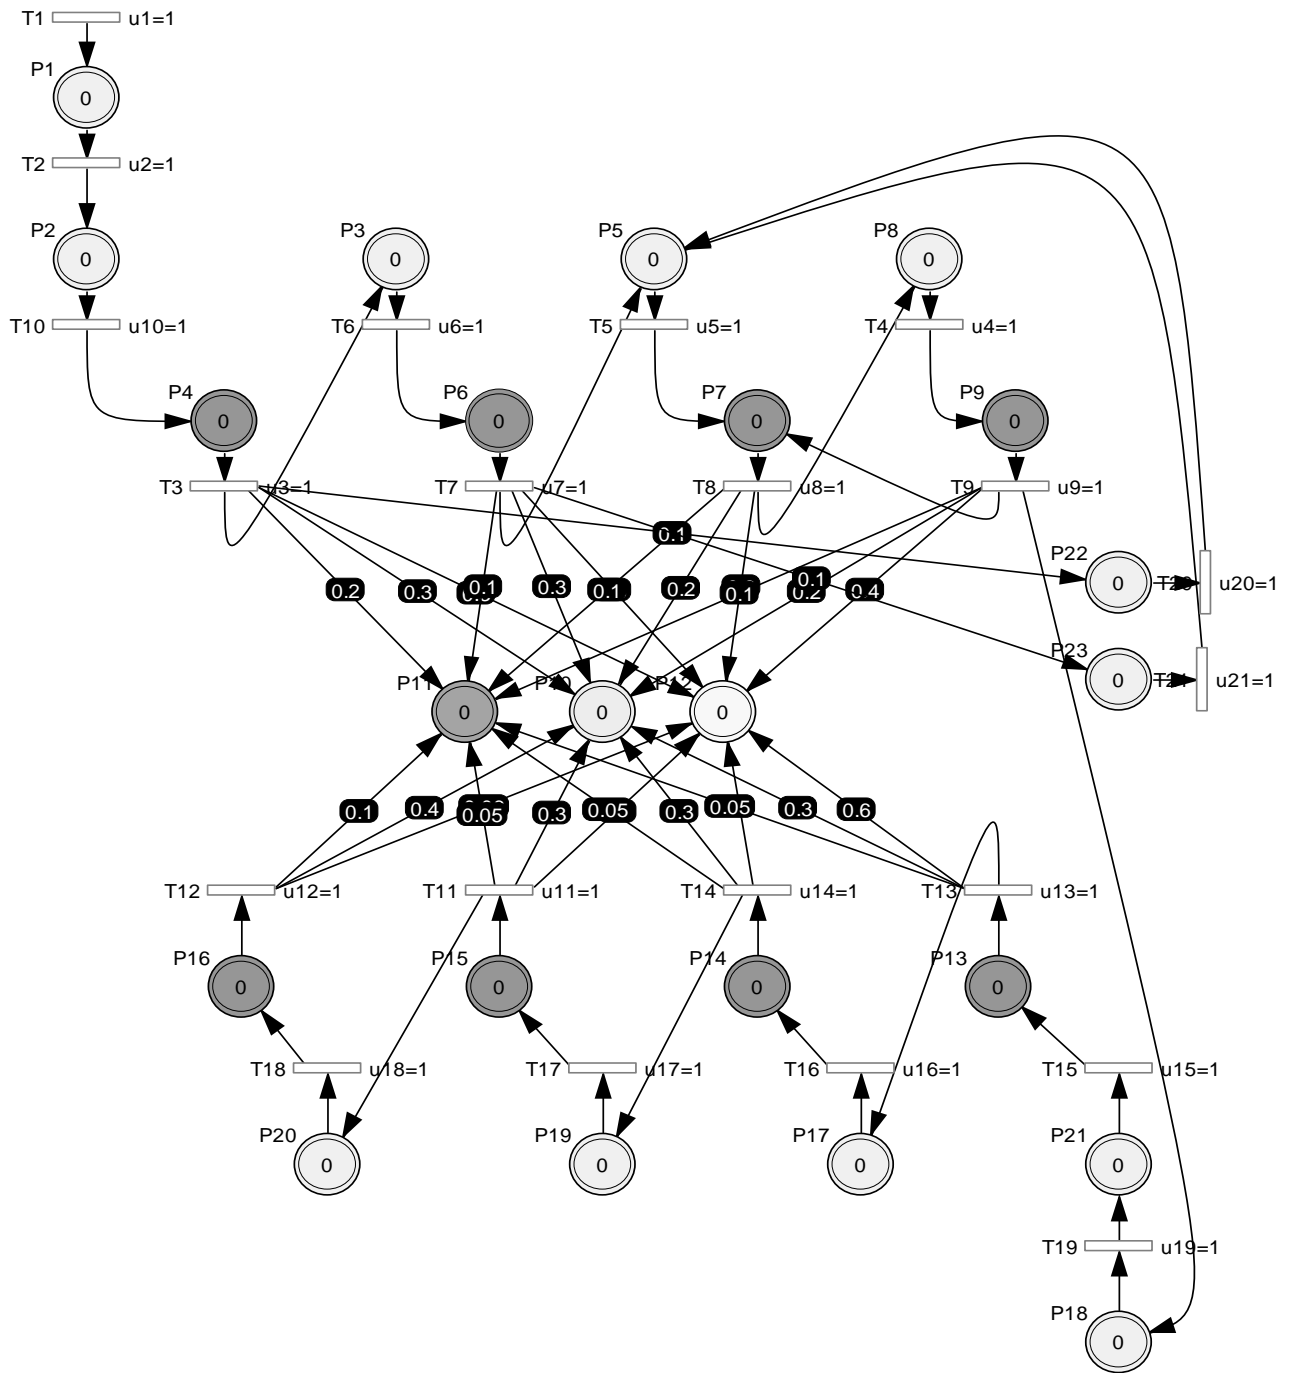 T1 u1=1
P1
0
T2 u2=1
P2 P3 P5 P8
0 0 0 0
T10 u10=1 T6 u6=1 T5 u5=1 T4 u4=1
P4 P6 P7 P9
0 0 0 0
T3 u3=1 T7 u7=1 T8 u8=1 T9 u9=1
0.1
P22
0 T20 u20=1
0.2 0.3 0.1 0.3 0.1 0.2 0.1 0.1 0.2 0.4
P23
0 T21 u21=1
P11 P10 P12
0 0 0
0.1 0.4 0.05 0.3 0.05 0.3 0.05 0.3 0.6
T12 u12=1 T11 u11=1 T14 u14=1 T13 u13=1
P16 P15 P14 P13
0 0 0 0
T18 u18=1 T17 u17=1 T16 u16=1 T15 u15=1
P20 P19 P17 P21
0 0 0 0
T19 u19=1
P18
0